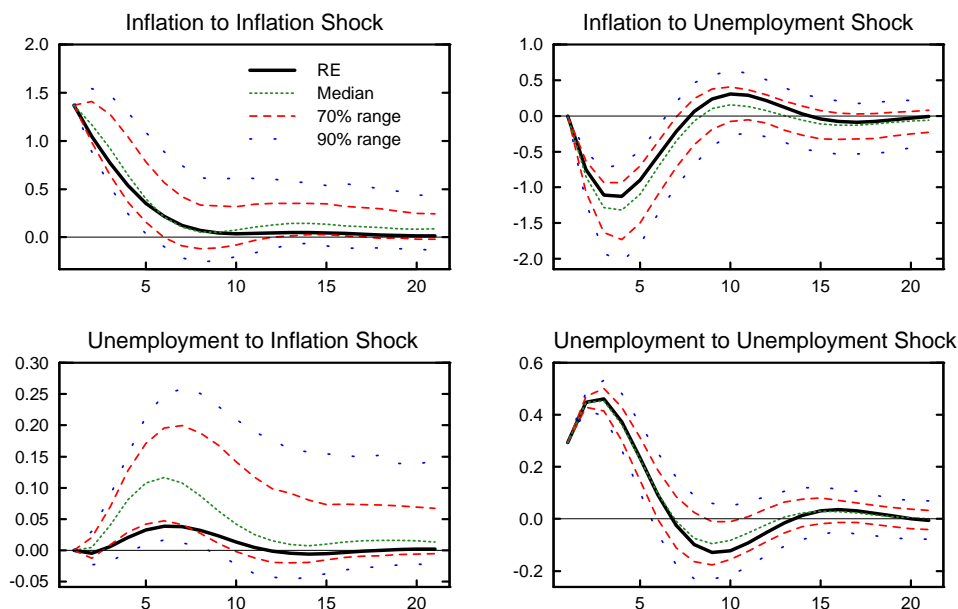 Inflation to Inflation Shock
2.0
1.5
1.0
0.5
0.0
RE
Median
70% range
90% range
5 10 15 20
Inflation to Unemployment Shock
1.0
0.5
0.0
-0.5
-1.0
-1.5
-2.0
5 10 15 20
Unemployment to Inflation Shock
0.30
0.25
0.20
0.15
0.10
0.05
0.00
-0.05
5 10 15 20
Unemployment to Unemployment Shock
0.6
0.4
0.2
0.0
-0.2
5 10 15 20